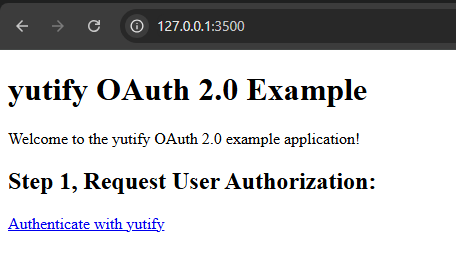 127.0.0.1:3500
yutify OAuth 2.0 Example
Welcome to the yutify OAuth 2.0 example application!
Step 1, Request User Authorization:
Authenticate with yutify